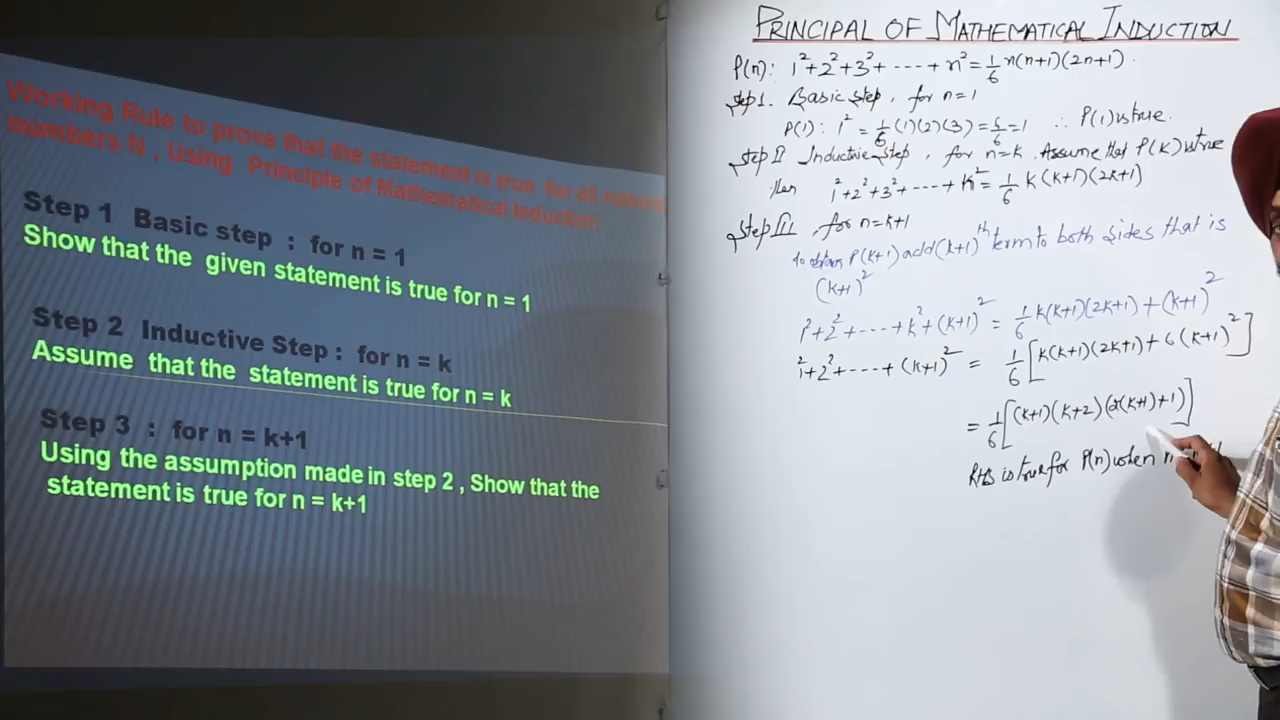 Working Rule to prove that the statement is true for all natural
numbers N , Using Principle of Mathematical Induction
Step 1 Basic step : for n = 1
Show that the given statement is true for n = 1
Step 2 Inductive Step : for n = k
Assume that the statement is true for n = k
Step 3 : for n = k+1
Using the assumption made in step 2 , Show that the
statement is true for n = k+1
PRINCIPAL OF MATHEMATICAL INDUCTION
P(n): 1²+2²+3²+ ---- + n² = 1/6 n(n+1)(2n+1).
Step 1. Basic Step, for n=1
P(1): 1² = 1/6 (1)(2)(3) = 6/6 = 1 ∴ P(1) is true.
Step II Inductive Step, for n=k. Assume that P(K) is true
then 1²+2²+3²+ ---- + K² = 1/6 K(K+1)(2K+1)
Step III, for n=k+1
to obtain P(K+1) add (K+1)th term to both sides that is
(K+1)²
1²+2²+ ---- + K²+(K+1)² = 1/6 K(K+1)(2K+1) + (K+1)²
1²+2²+ ---- + (K+1)² = 1/6 [K(K+1)(2K+1) + 6(K+1)²]
= 1/6 [(K+1)(K+2)(2(K+1)+1)]
RHS is true for P(n) when